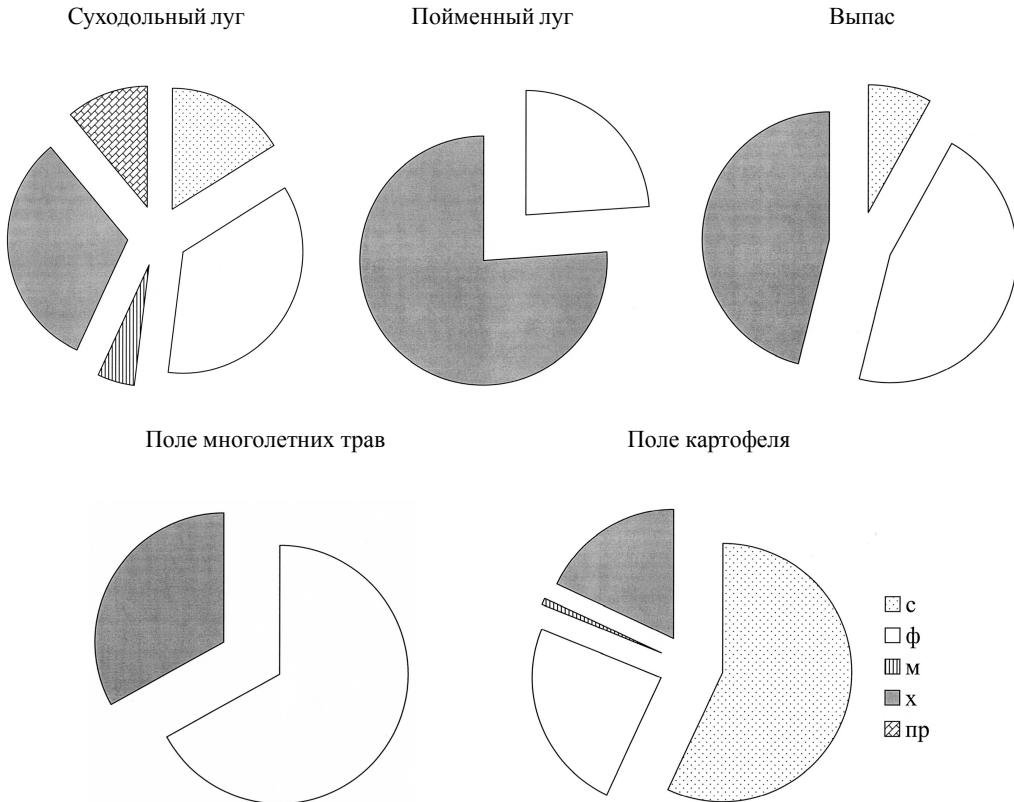 Суходольный луг
Пойменный луг
Выпас
Поле многолетних трав
Поле картофеля
с
ф
м
х
пр